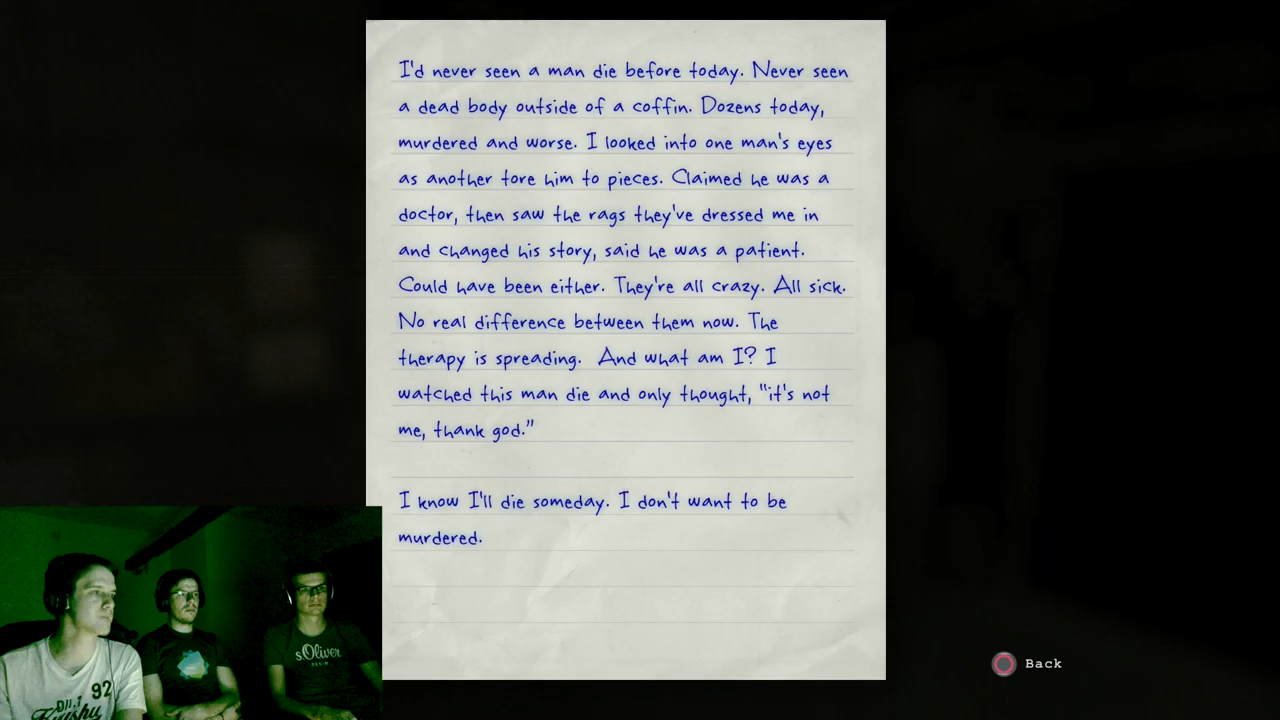 I'd never seen a man die before today. Never seen
a dead body outside of a coffin. Dozens today,
murdered and worse. I looked into one man's eyes
as another tore him to pieces. Claimed he was a
doctor, then saw the rags they've dressed me in
and changed his story, said he was a patient.
Could have been either. They're all crazy. All sick.
No real difference between them now. The
therapy is spreading. And what am I? I
watched this man die and only thought, "it's not
me, thank god."
I know I'll die someday. I don't want to be
murdered.
Back
92
s.Oliver